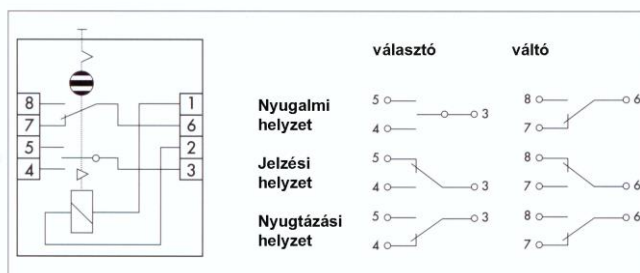 választó váltó
8 1
7 6
5 2
4 3
Nyugalmi
helyzet
5 3
4
8 6
7
Jelzési
helyzet
5
4 3
8
7 6
Nyugtázási
helyzet
5 3
4
8 6
7